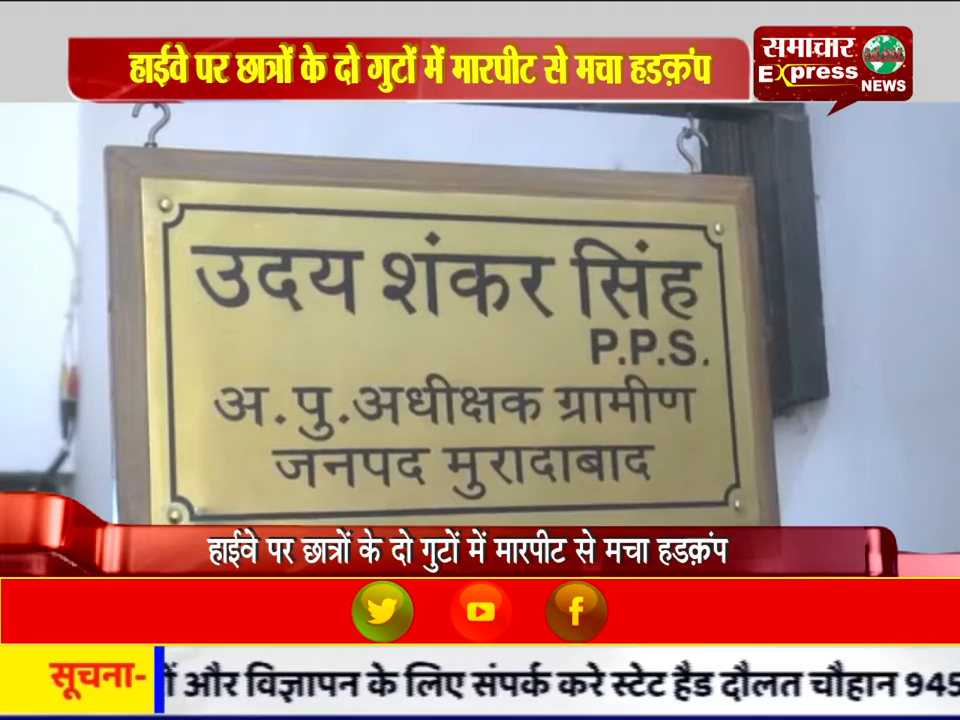 हाईवे पर छात्रों के दो गुटों में मारपीट से मचा हडक़ंप
समाचार
Express
NEWS
उदय शंकर सिंह
P.P.S.
अ.पु.अधीक्षक ग्रामीण
जनपद मुरादाबाद
हाईवे पर छात्रों के दो गुटों में मारपीट से मचा हडक़ंप
सूचना- और विज्ञापन के लिए संपर्क करे स्टेट हैड दौलत चौहान 945